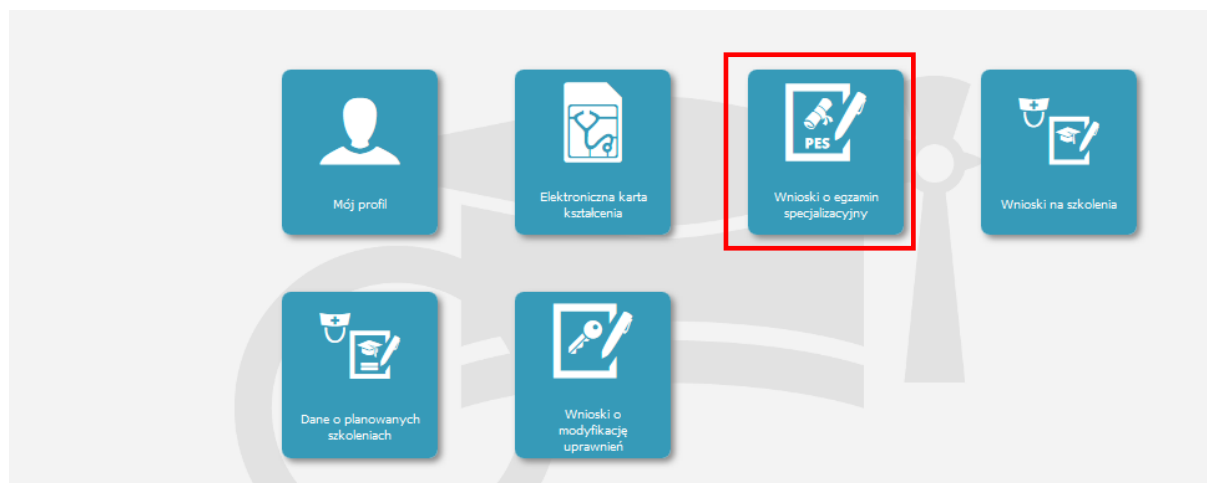 PES
Mój profil
Elektroniczna karta
kształcenia
Wnioski o egzamin
specjalizacyjny
Wnioski na szkolenia
Dane o planowanych
szkoleniach
Wnioski o
modyfikację
uprawnień